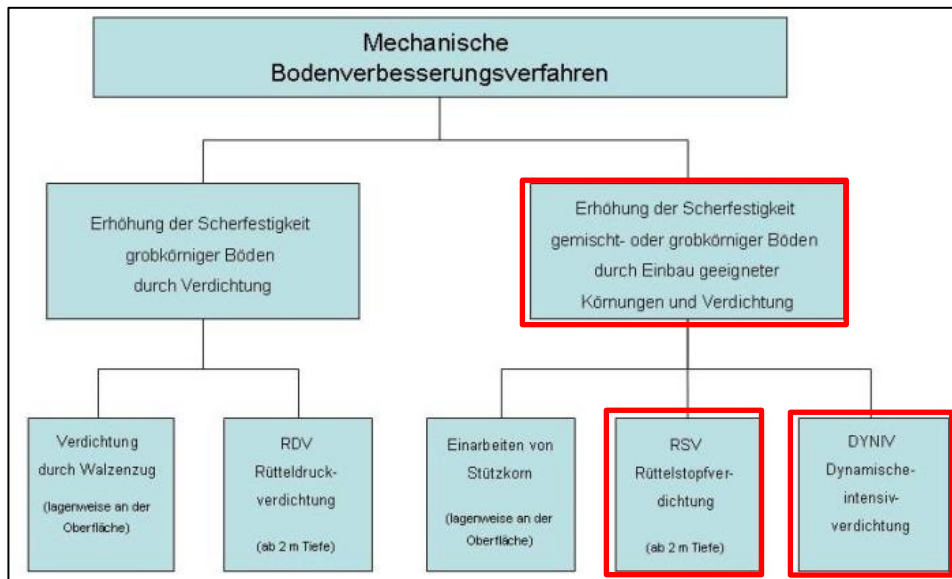 Mechanische
Bodenverbesserungsverfahren
Erhöhung der Scherfestigkeit
grobkörniger Böden
durch Verdichtung
Erhöhung der Scherfestigkeit
gemischt- oder grobkörniger Böden
durch Einbau geeigneter
Körnungen und Verdichtung
Verdichtung
durch Walzenzug
(lagenweise an der
Oberfläche)
RDV
Rütteldruck-
verdichtung
(ab 2 m Tiefe)
Einarbeiten von
Stützkorn
(lagenweise an der
Oberfläche)
RSV
Rüttelstopfver-
dichtung
(ab 2 m Tiefe)
DYNIV
Dynamische-
intensiv-
verdichtung